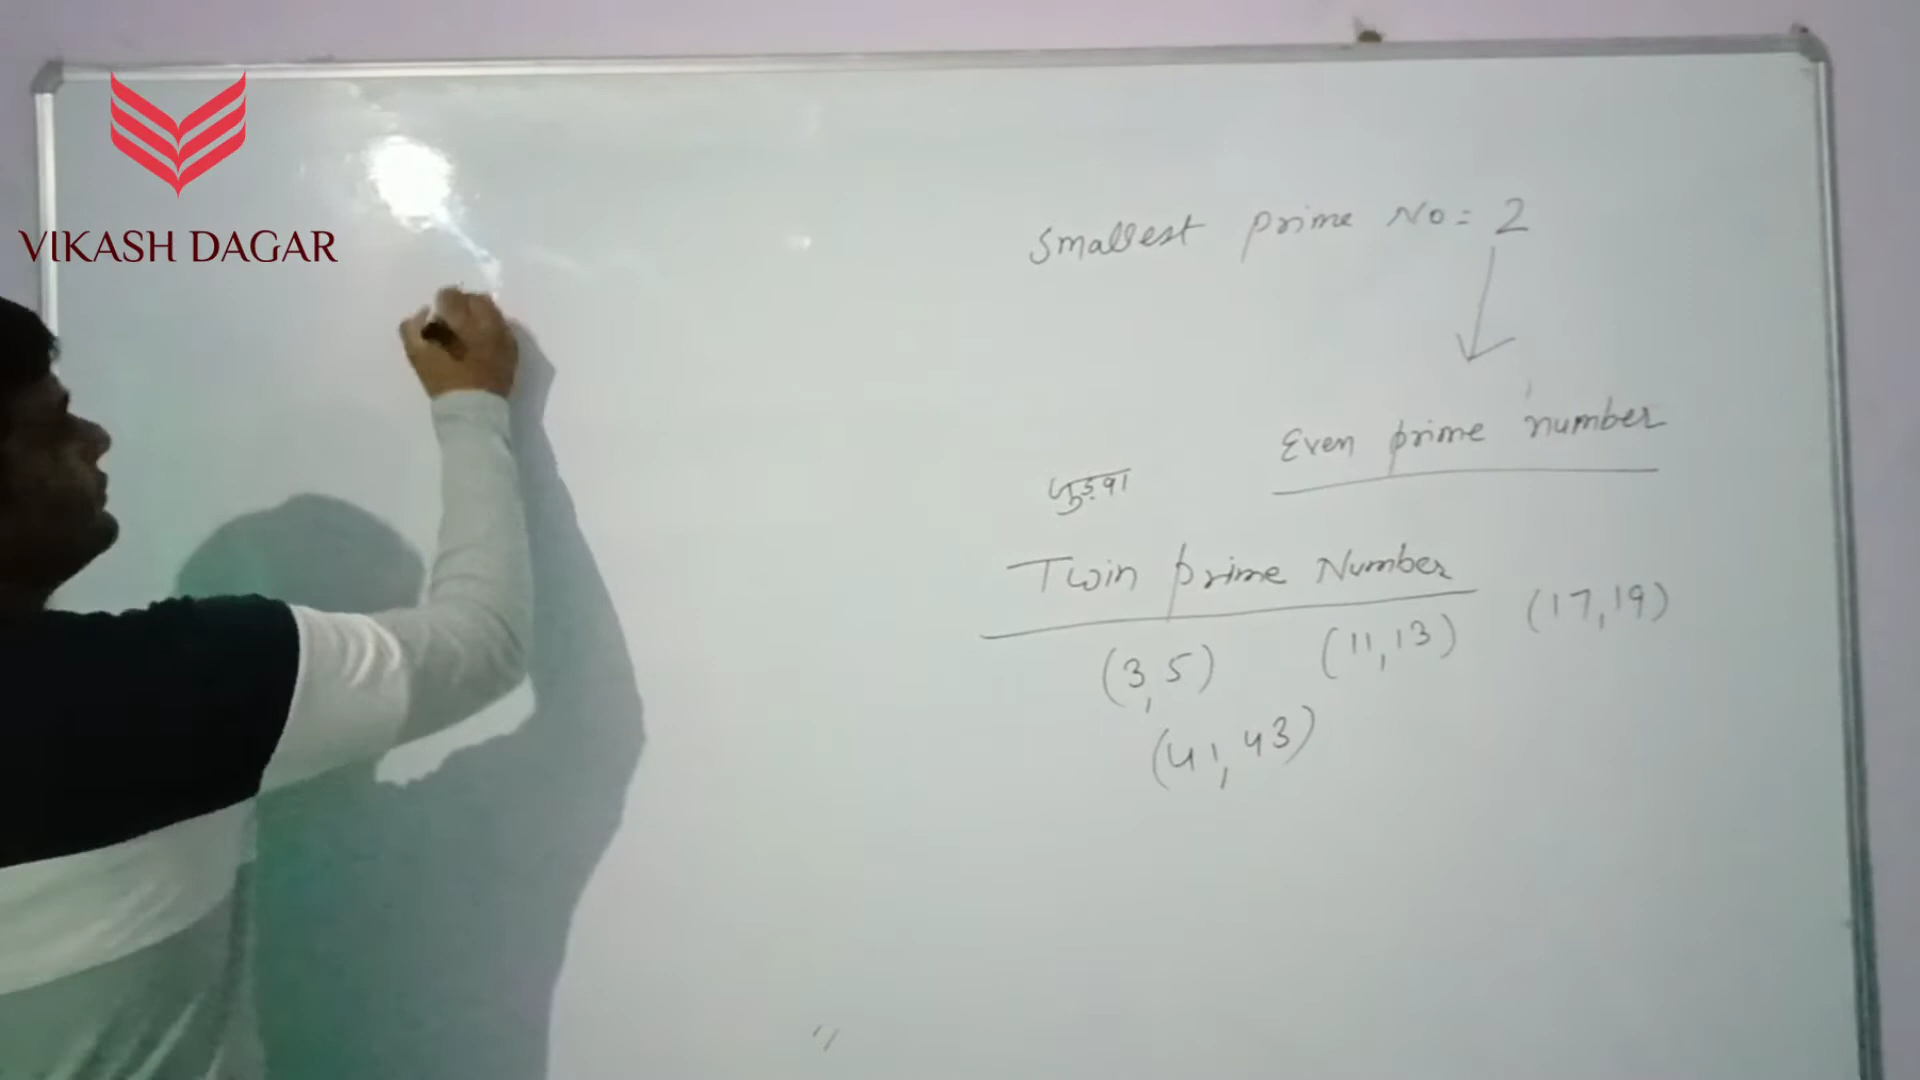 VIKASH DAGAR
Smallest prime No = 2
Even prime number
जुड़वा
Twin prime Number
(3, 5) (11, 13) (17, 19)
(41, 43)